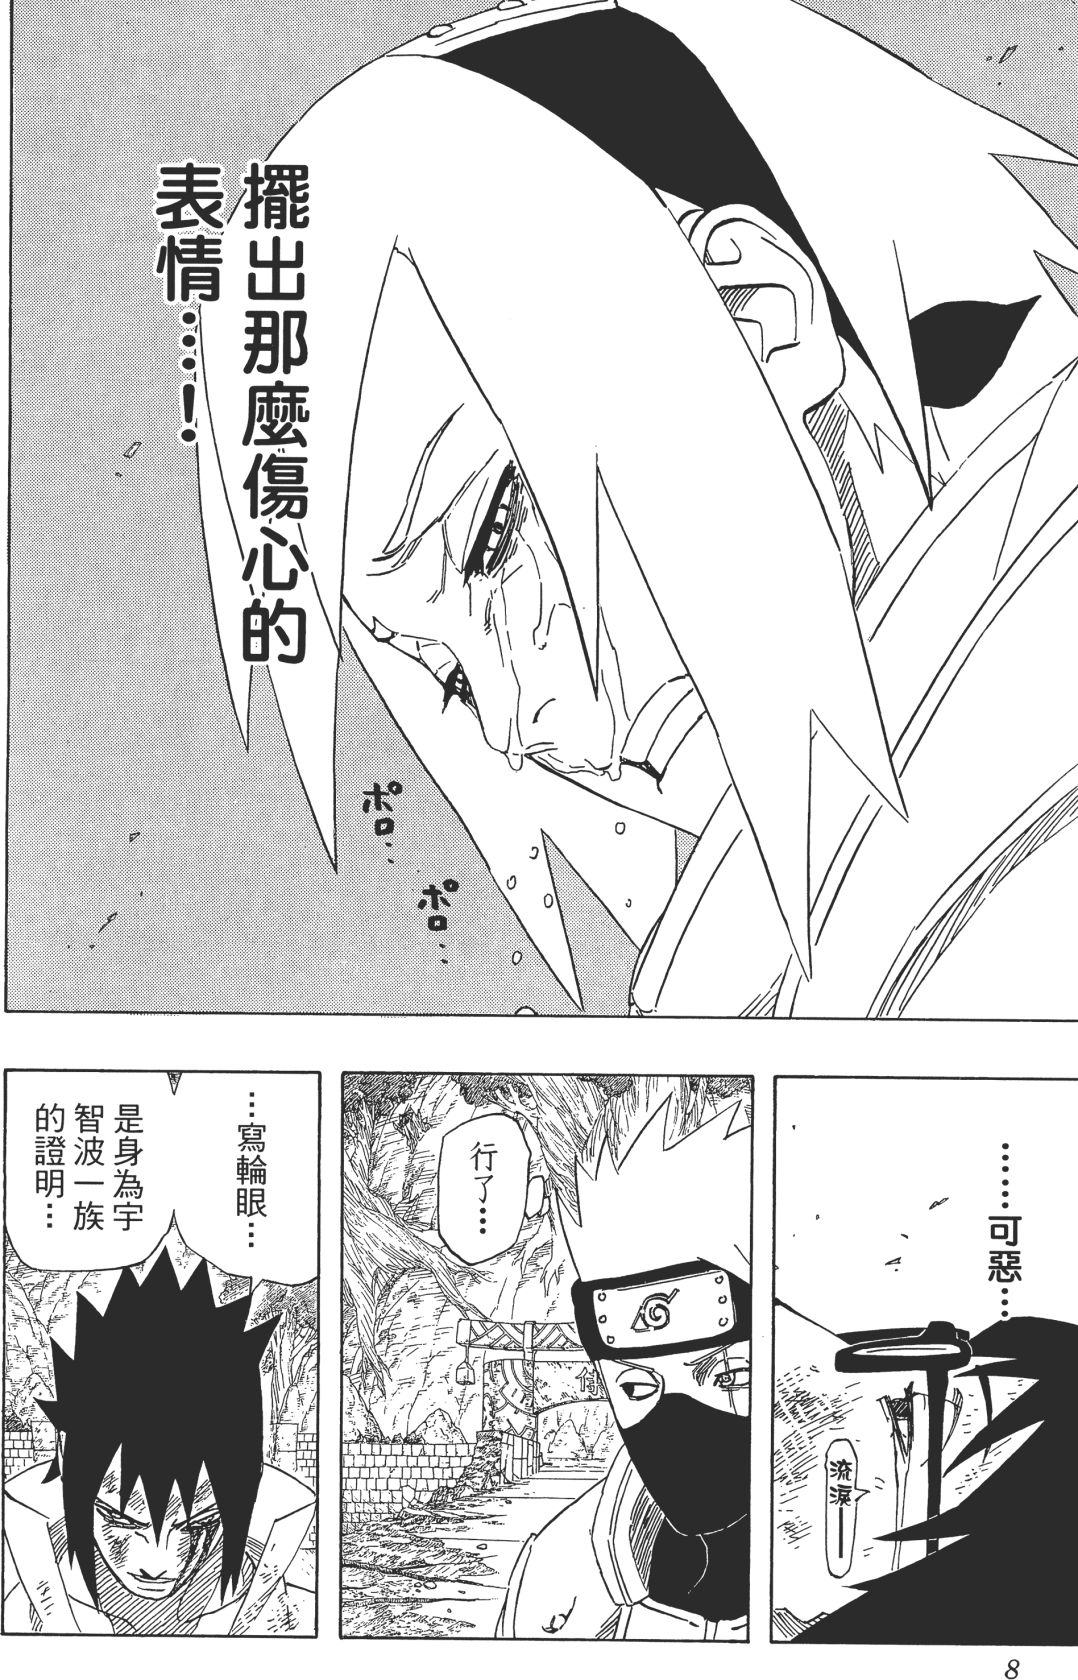 擺出那麼傷心的
表情…！
ポロ…
ポロ…
……可惡…
流淚——
行了…
…寫輪眼…
是身為宇
智波一族
的證明…
8